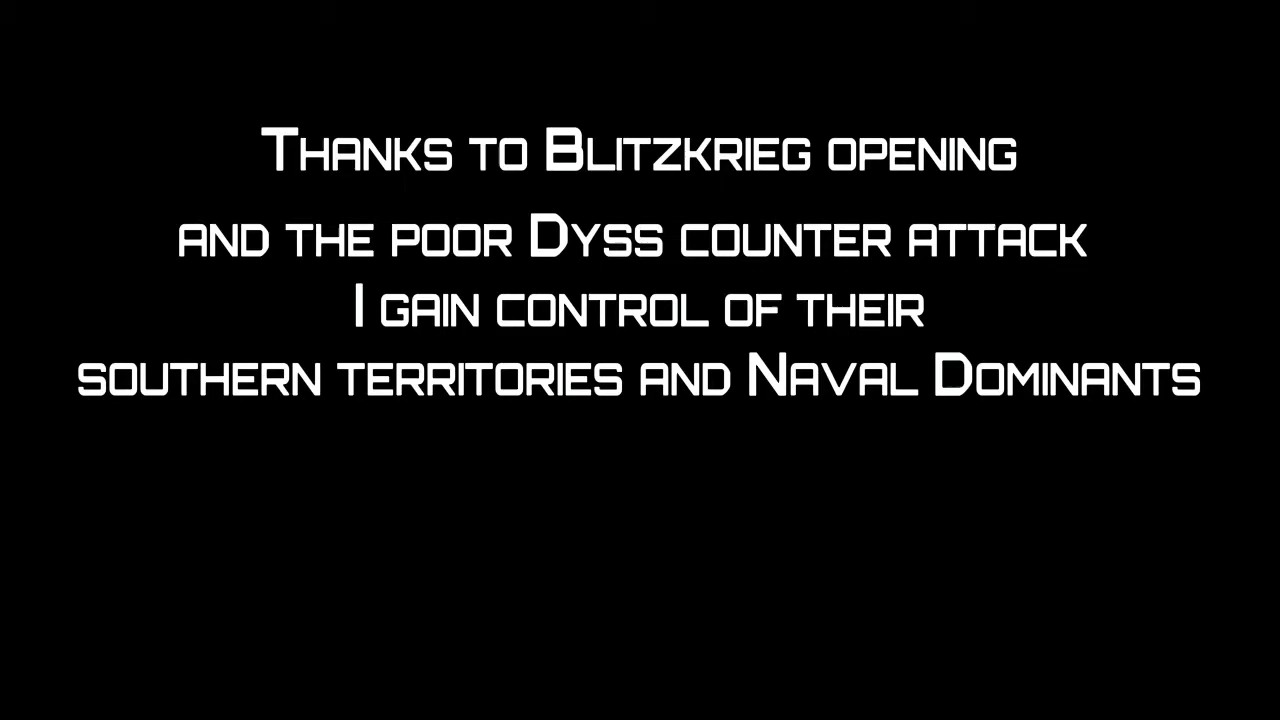 Thanks to Blitzkrieg opening
and the poor Dyss counter attack
I gain control of their
southern territories and Naval Dominants